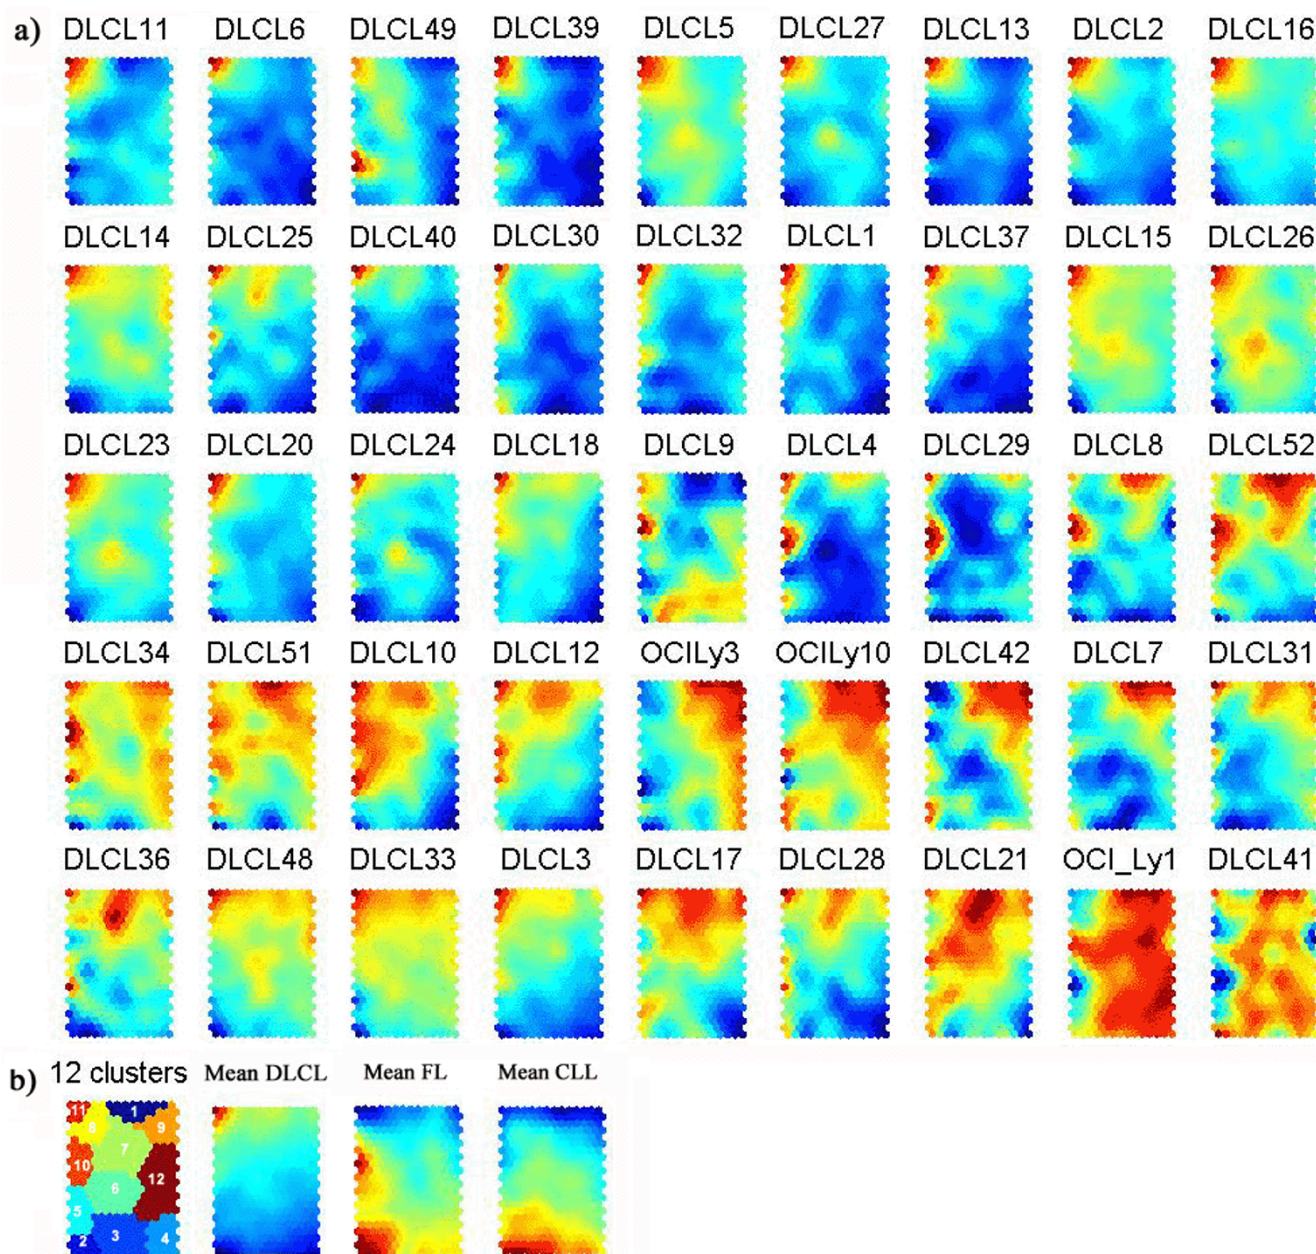 a) DLCL11 DLCL6 DLCL49 DLCL39 DLCL5 DLCL27 DLCL13 DLCL2 DLCL16
DLCL14 DLCL25 DLCL40 DLCL30 DLCL32 DLCL1 DLCL37 DLCL15 DLCL26
DLCL23 DLCL20 DLCL24 DLCL18 DLCL9 DLCL4 DLCL29 DLCL8 DLCL52
DLCL34 DLCL51 DLCL10 DLCL12 OCILy3 OCILy10 DLCL42 DLCL7 DLCL31
DLCL36 DLCL48 DLCL33 DLCL3 DLCL17 DLCL28 DLCL21 OCI_Ly1 DLCL41
b) 12 clusters Mean DLCL Mean FL Mean CLL
11 1
8 9
7
10
12
6
5
2 3 4